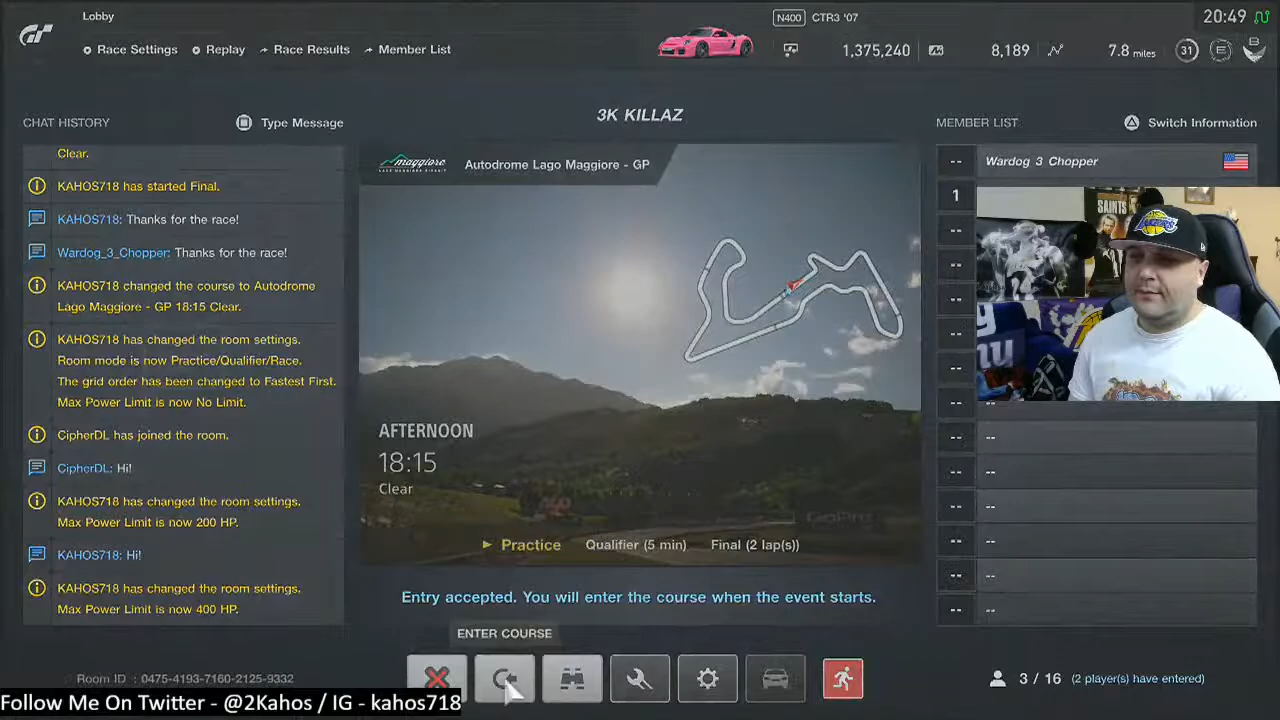 Lobby
N400 CTR3 '07
20:49
Race Settings Replay Race Results Member List
1,375,240 8,189 7.8 miles 31 E B
3K KILLAZ
CHAT HISTORY Type Message
MEMBER LIST Switch Information
Clear.
KAHOS718 has started Final.
KAHOS718: Thanks for the race!
Wardog_3_Chopper: Thanks for the race!
KAHOS718 changed the course to Autodrome
Lago Maggiore - GP 18:15 Clear.
KAHOS718 has changed the room settings.
Room mode is now Practice/Qualifier/Race.
The grid order has been changed to Fastest First.
Max Power Limit is now No Limit.
CipherDL has joined the room.
CipherDL: Hi!
KAHOS718 has changed the room settings.
Max Power Limit is now 200 HP.
KAHOS718: Hi!
KAHOS718 has changed the room settings.
Max Power Limit is now 400 HP.
maggiore Autodrome Lago Maggiore - GP
AFTERNOON
18:15
Clear
GoPro
Practice Qualifier (5 min) Final (2 lap(s))
Entry accepted. You will enter the course when the event starts.
ENTER COURSE
-- Wardog 3 Chopper
1
--
--
--
--
--
--
-- --
-- --
-- --
-- --
-- --
-- --
SAINTS
Room ID : 0475-4193-7160-2125-9332
3 / 16 (2 player(s) have entered)
Follow Me On Twitter - @2Kahos / IG - kahos718